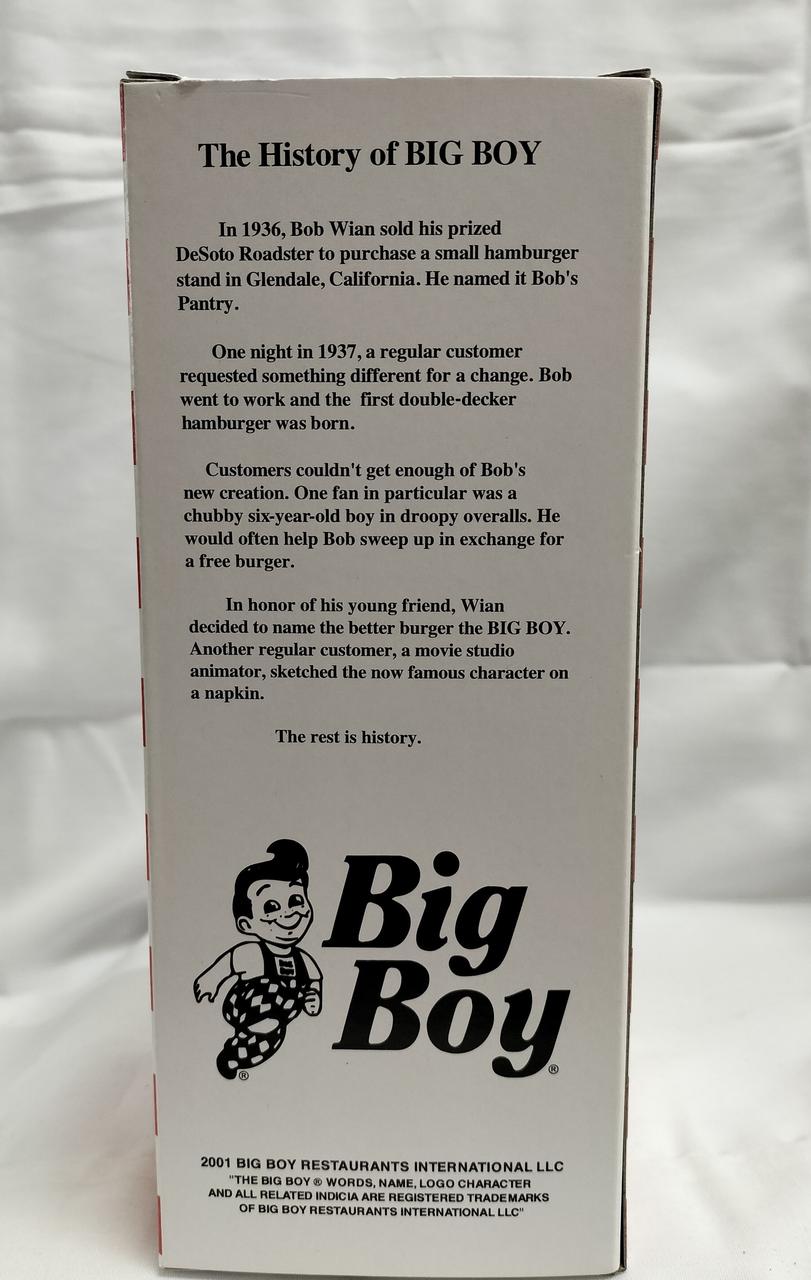 The History of BIG BOY
In 1936, Bob Wian sold his prized
DeSoto Roadster to purchase a small hamburger
stand in Glendale, California. He named it Bob's
Pantry.
One night in 1937, a regular customer
requested something different for a change. Bob
went to work and the first double-decker
hamburger was born.
Customers couldn't get enough of Bob's
new creation. One fan in particular was a
chubby six-year-old boy in droopy overalls. He
would often help Bob sweep up in exchange for
a free burger.
In honor of his young friend, Wian
decided to name the better burger the BIG BOY.
Another regular customer, a movie studio
animator, sketched the now famous character on
a napkin.
The rest is history.
Big
Boy®
®
2001 BIG BOY RESTAURANTS INTERNATIONAL LLC
"THE BIG BOY ® WORDS, NAME, LOGO CHARACTER
AND ALL RELATED INDICIA ARE REGISTERED TRADEMARKS
OF BIG BOY RESTAURANTS INTERNATIONAL LLC"